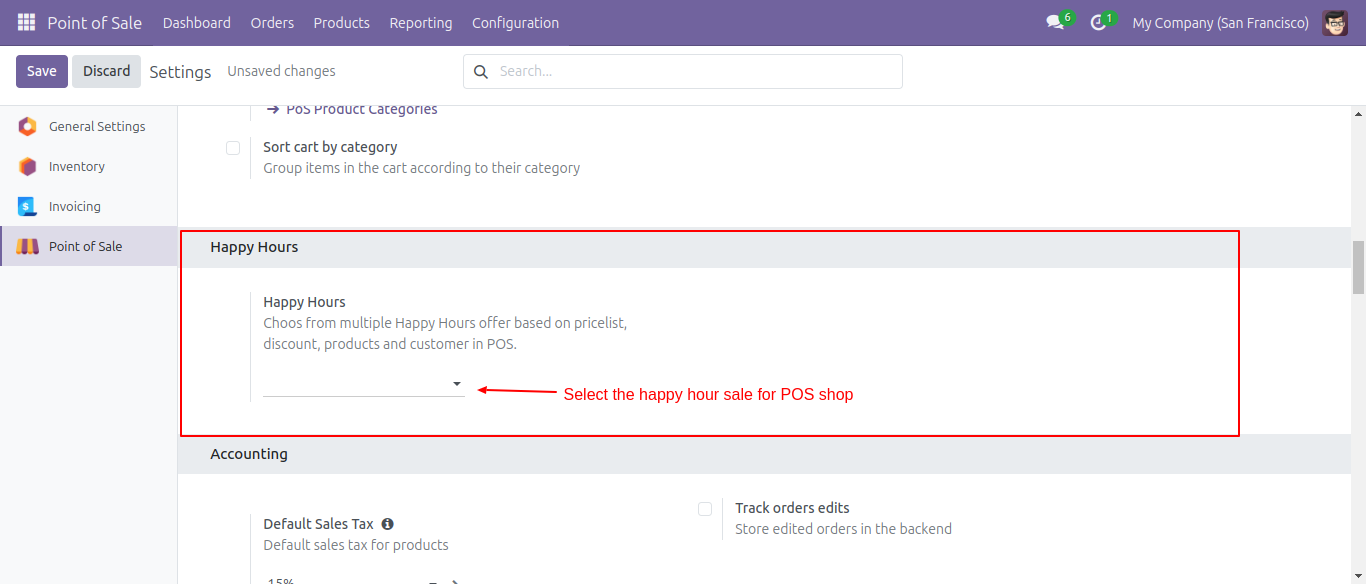 Point of Sale Dashboard Orders Products Reporting Configuration 6 1 My Company (San Francisco)
Save Discard Settings Unsaved changes Search...
PoS Product Categories
General Settings
Sort cart by category
Group items in the cart according to their category
Inventory
Invoicing
Point of Sale
Happy Hours
Happy Hours
Choos from multiple Happy Hours offer based on pricelist,
discount, products and customer in POS.
Select the happy hour sale for POS shop
Accounting
Default Sales Tax
Default sales tax for products
15%
Track orders edits
Store edited orders in the backend